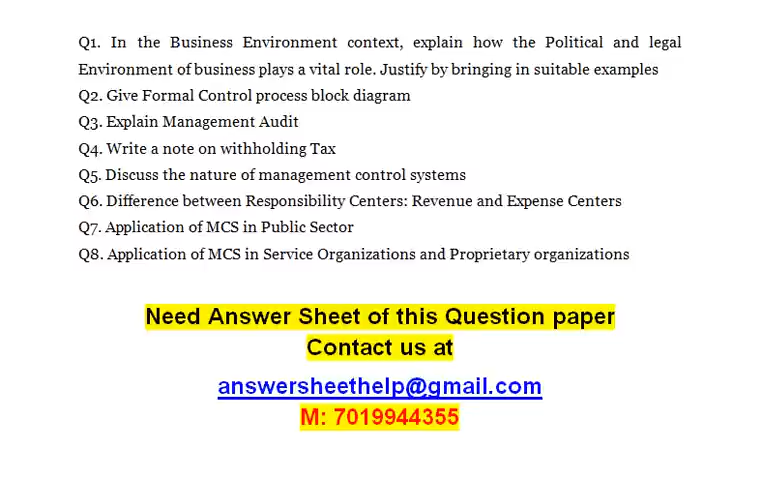 Q1. In the Business Environment context, explain how the Political and legal
Environment of business plays a vital role. Justify by bringing in suitable examples
Q2. Give Formal Control process block diagram
Q3. Explain Management Audit
Q4. Write a note on withholding Tax
Q5. Discuss the nature of management control systems
Q6. Difference between Responsibility Centers: Revenue and Expense Centers
Q7. Application of MCS in Public Sector
Q8. Application of MCS in Service Organizations and Proprietary organizations
Need Answer Sheet of this Question paper
Contact us at
answersheethelp@gmail.com
M: 7019944355